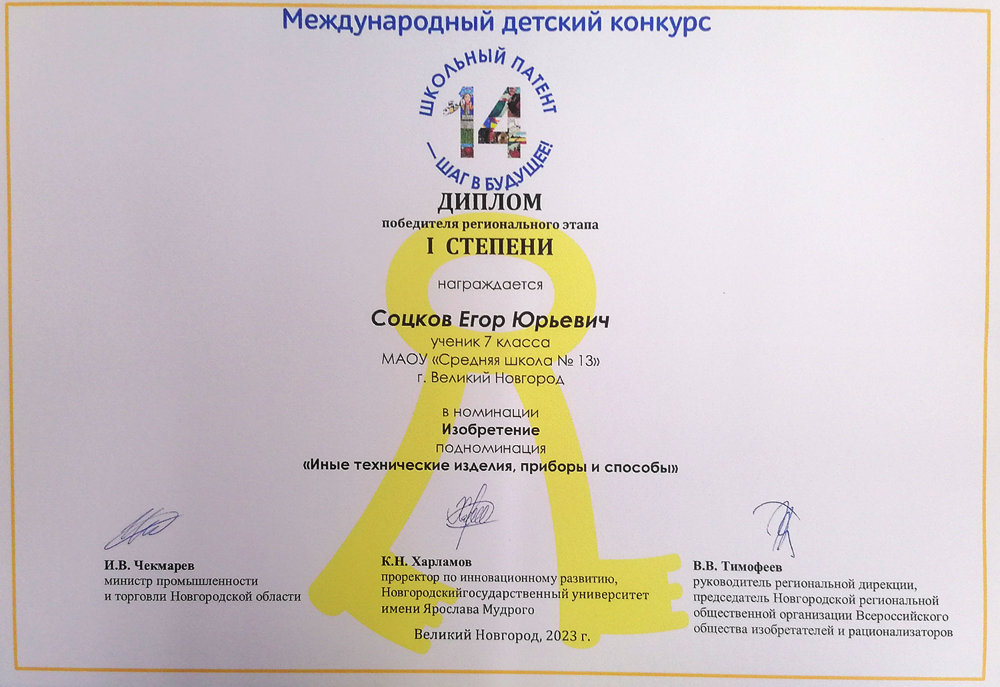 Международный детский конкурс
ШКОЛЬНЫЙ ПАТЕНТ
14
— ШАГ В БУДУЩЕЕ!
ДИПЛОМ
победителя регионального этапа
I СТЕПЕНИ
награждается
Соцков Егор Юрьевич
ученик 7 класса
МАОУ «Средняя школа № 13»
г. Великий Новгород
в номинации
Изобретение
подноминация
«Иные технические изделия, приборы и способы»
И.В. Чекмарев
министр промышленности
и торговли Новгородской области
К.Н. Харламов
проректор по инновационному развитию,
Новгородскийгосударственный университет
имени Ярослава Мудрого
В.В. Тимофеев
руководитель региональной дирекции,
председатель Новгородской региональной
общественной организации Всероссийского
общества изобретателей и рационализаторов
Великий Новгород, 2023 г.